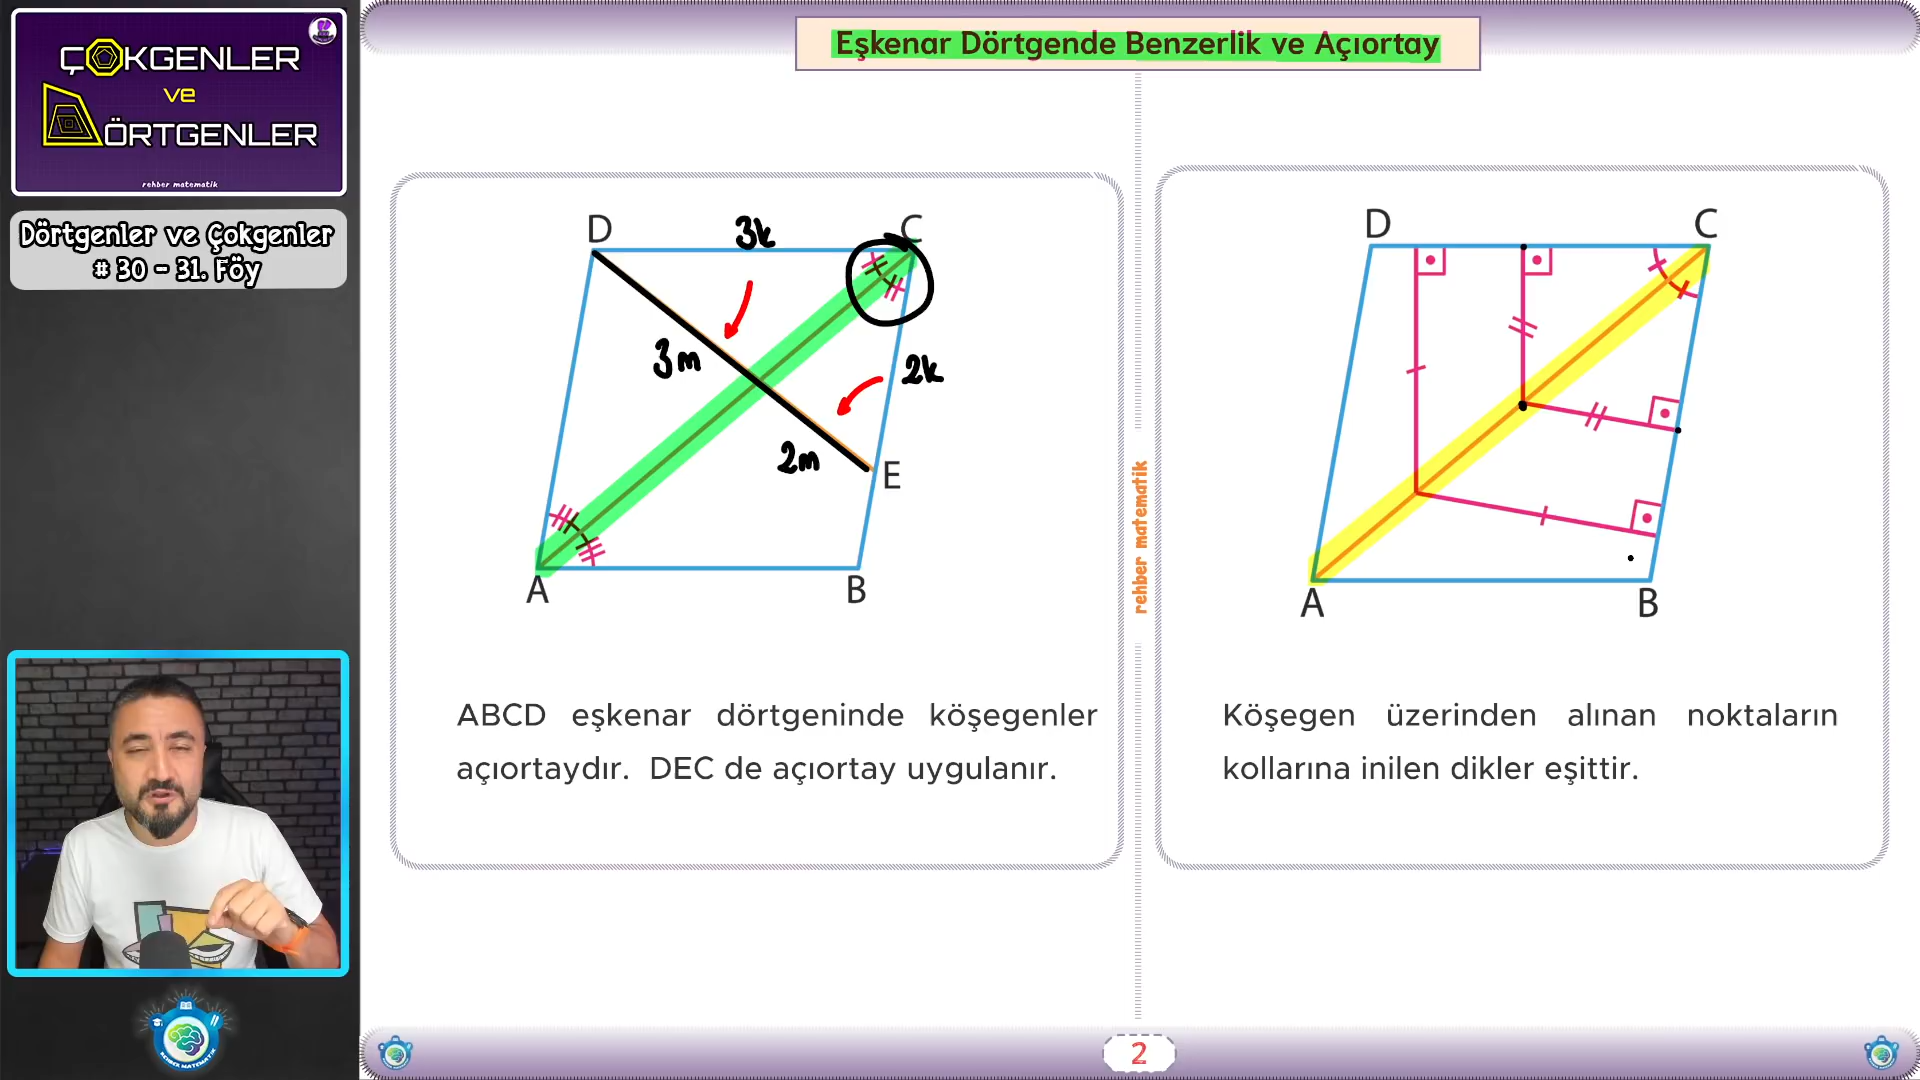 ÇOKGENLER
ve
DÖRTGENLER
rehber matematik
Dörtgenler ve Çokgenler
# 30 - 31. Föy
REHBER MATEMATİK
Eşkenar Dörtgende Benzerlik ve Açıortay
D
3k
C
3m
2k
2m
E
A
B
ABCD eşkenar dörtgeninde köşegenler
açıortaydır. DEC de açıortay uygulanır.
rehber matematik
D
C
A
B
Köşegen üzerinden alınan noktaların
kollarına inilen dikler eşittir.
2